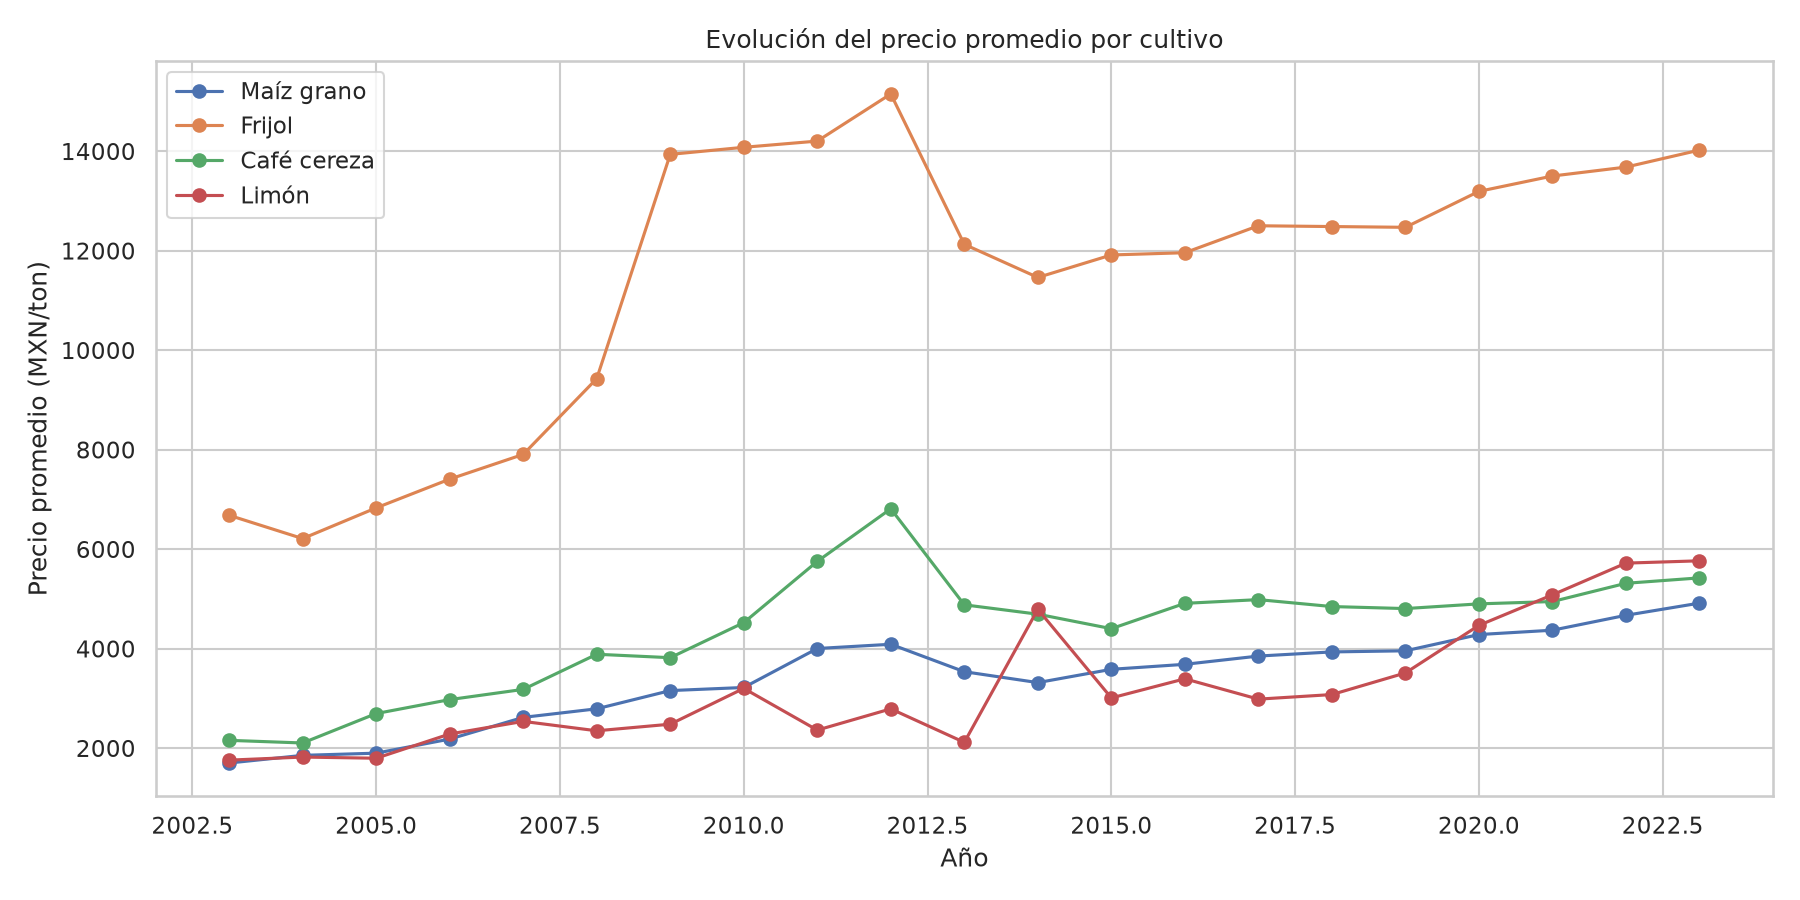 Evolución del precio promedio por cultivo
Maíz grano
Frijol
Café cereza
Limón
Precio promedio (MXN/ton)
14000
12000
10000
8000
6000
4000
2000
2002.5 2005.0 2007.5 2010.0 2012.5 2015.0 2017.5 2020.0 2022.5
Año